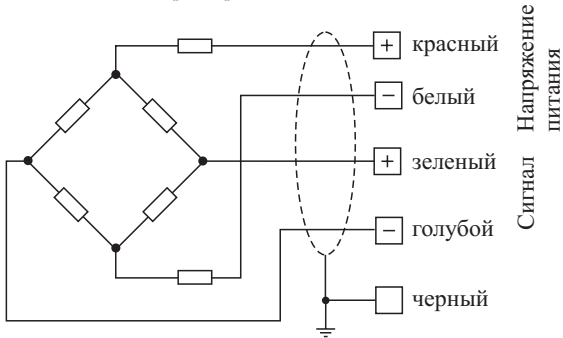 + красный
− белый
+ зеленый
− голубой
черный
Напряжение
питания
Сигнал